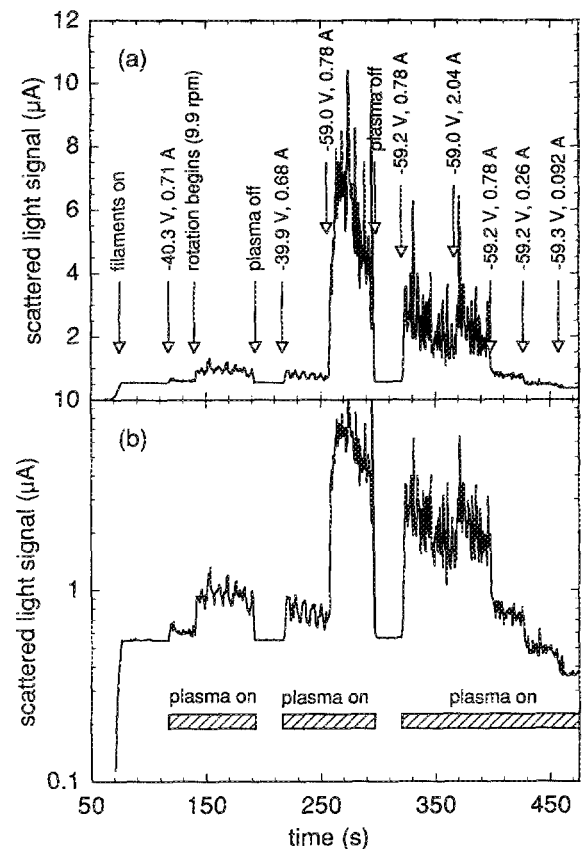 12
10
8
6
4
2
scattered light signal (µA)
(a)
filaments on
-40.3 V, 0.71 A
rotation begins (9.9 rpm)
plasma off
-39.9 V, 0.68 A
-59.0 V, 0.78 A
plasma off
-59.2 V, 0.78 A
-59.0 V, 2.04 A
-59.2 V, 0.78 A
-59.2 V, 0.26 A
-59.3 V, 0.092 A
10
1
0.1
scattered light signal (µA)
(b)
plasma on
plasma on
plasma on
50
150
250
350
450
time (s)